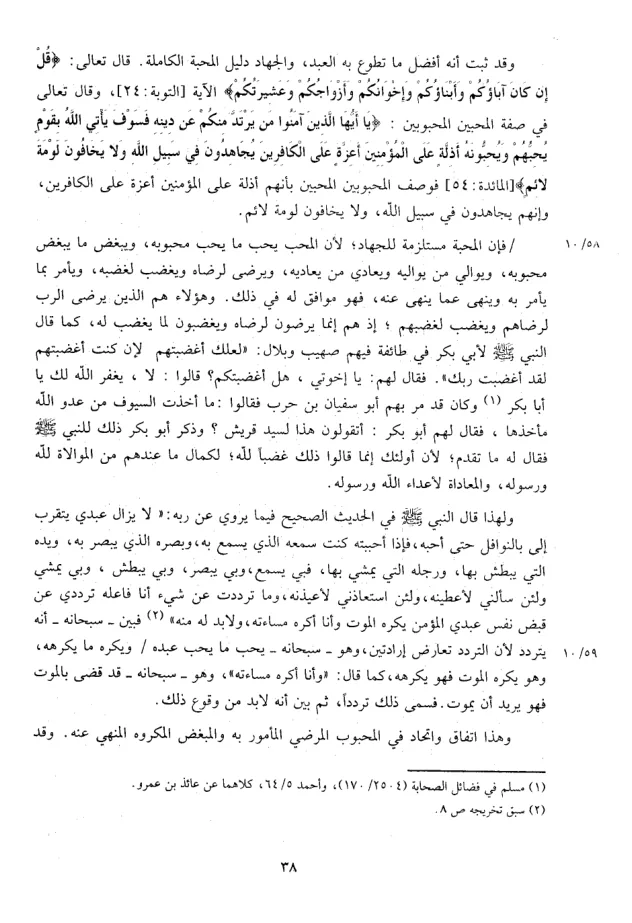 وقد ثبت أنه أفضل ما تطوع به العبد، والجهاد دليل المحبة الكاملة. قال تعالى: ﴿قُلْ
إِن كَانَ آبَاؤُكُمْ وَأَبْنَاؤُكُمْ وَإِخْوَانُكُمْ وَأَزْوَاجُكُمْ وَعَشِيرَتُكُمْ﴾ الآية [التوبة:٢٤]، وقال تعالى
في صفة المحبين المحبوبين : ﴿يَا أَيُّهَا الَّذِينَ آمَنُوا مَن يَرْتَدَّ مِنكُمْ عَن دِينِهِ فَسَوْفَ يَأْتِي اللَّهُ بِقَوْمٍ
يُحِبُّهُمْ وَيُحِبُّونَهُ أَذِلَّةٍ عَلَى الْمُؤْمِنِينَ أَعِزَّةٍ عَلَى الْكَافِرِينَ يُجَاهِدُونَ فِي سَبِيلِ اللَّهِ وَلا يَخَافُونَ لَوْمَةَ
لائِمٍ﴾[المائدة:٥٤] فوصف المحبوبين المحبين بأنهم أذلة على المؤمنين أعزة على الكافرين،
وإنهم يجاهدون في سبيل الله، ولا يخافون لومة لائم.
١٠/٥٨ / فإن المحبة مستلزمة للجهاد؛ لأن المحب يحب ما يحب محبوبه، ويبغض ما يبغض
محبوبه، ويوالي من يواليه ويعادي من يعاديه، ويرضى لرضاه ويغضب لغضبه، ويأمر بما
يأمر به وينهى عما ينهى عنه، فهو موافق له في ذلك. وهؤلاء هم الذين يرضى الرب
لرضاهم ويغضب لغضبهم ؛ إذ هم إنما يرضون لرضاه ويغضبون لما يغضب له، كما قال
النبي ﷺ لأبي بكر في طائفة فيهم صهيب وبلال: «لعلك أغضبتهم لإن كنت أغضبتهم
لقد أغضبت ربك». فقال لهم: يا إخوتي ، هل أغضبتكم؟ قالوا : لا ، يغفر الله لك يا
أبا بكر (١) وكان قد مر بهم أبو سفيان بن حرب فقالوا :ما أخذت السيوف من عدو الله
مأخذها ، فقال لهم أبو بكر : أتقولون هذا لسيد قريش ؟ وذكر أبو بكر ذلك للنبي ﷺ
فقال له ما تقدم؛ لأن أولئك إنما قالوا ذلك غضباً لله؛ لكمال ما عندهم من الموالاة لله
ورسوله، والمعاداة لأعداء الله ورسوله.
ولهذا قال النبي ﷺ في الحديث الصحيح فيما يروي عن ربه:« لا يزال عبدي يتقرب
إلى بالنوافل حتى أحبه،فإذا أحببته كنت سمعه الذي يسمع به،وبصره الذي يبصر به ، ويده
التي يبطش بها، ورجله التي يمشي بها، فبي يسمع،وبي يبصر، وبي يبطش ، وبي يمشي
ولئن سألني لأعطينه،ولئن استعاذني لأعيذنه،وما ترددت عن شيء أنا فاعله ترددي عن
قبض نفس عبدي المؤمن يكره الموت وأنا أكره مساءته،ولابد له منه» (٢) فبين ـ سبحانه ـ أنه
١٠/٥٩ يتردد لأن التردد تعارض إرادتين،وهو ـ سبحانه ـ يحب ما يحب عبده / ويكره ما يكرهه،
وهو يكره الموت فهو يكرهه،كما قال: «وأنا أكره مساءته»، وهو ـ سبحانه ـ قد قضى بالموت
فهو يريد أن يموت.فسمى ذلك تردداً، ثم بين أنه لابد من وقوع ذلك.
وهذا اتفاق واتحاد في المحبوب المرضي المأمور به والمبغض المكروه المنهي عنه. وقد
(١) مسلم في فضائل الصحابة (٢٥٠٤/ ١٧٠)، وأحمد ٦٤/٥، كلاهما عن عائذ بن عمرو.
(٢) سبق تخريجه ص ٨.
٣٨